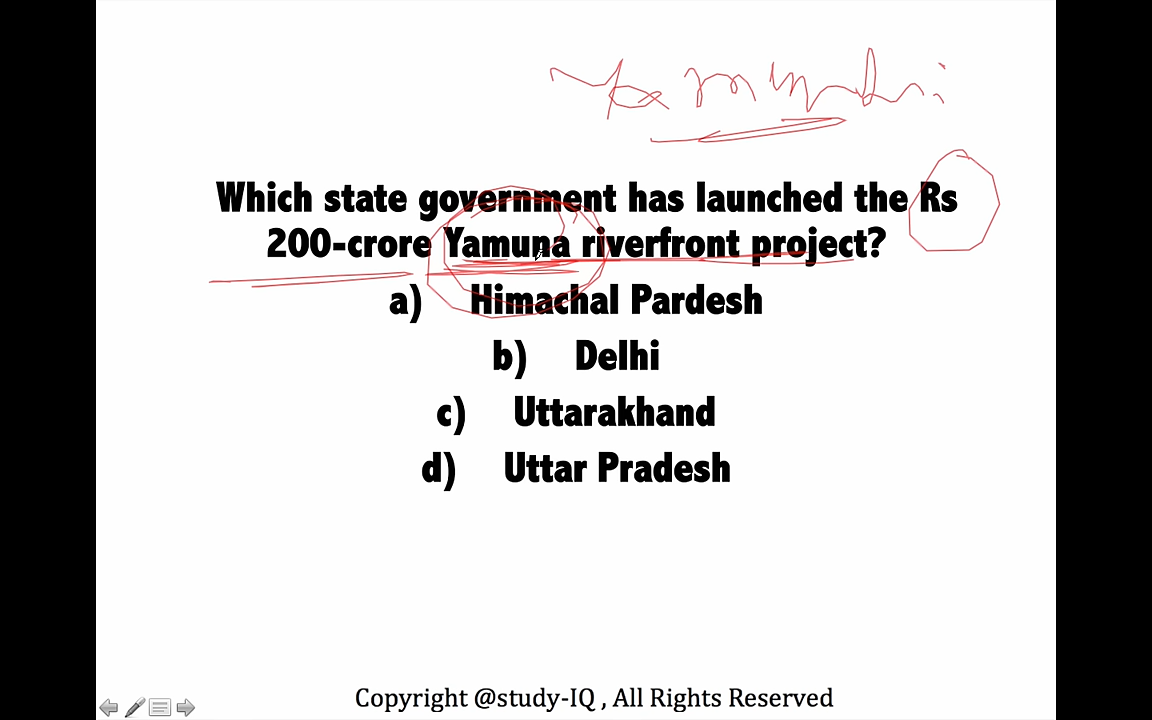 Which state government has launched the Rs
200-crore Yamuna riverfront project?
a) Himachal Pardesh
b) Delhi
c) Uttarakhand
d) Uttar Pradesh
Copyright @study-IQ , All Rights Reserved